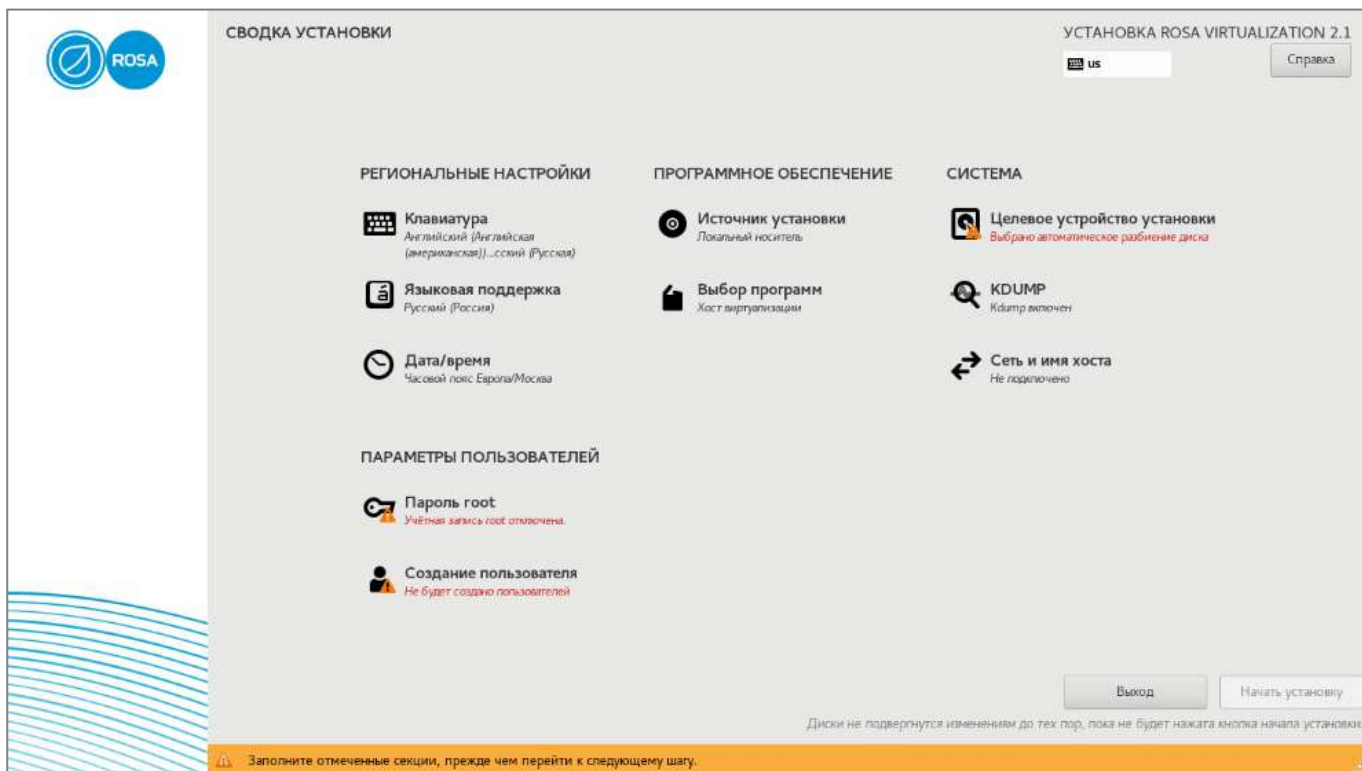 ROSA
СВОДКА УСТАНОВКИ
УСТАНОВКА ROSA VIRTUALIZATION 2.1
us
Справка
РЕГИОНАЛЬНЫЕ НАСТРОЙКИ
Клавиатура
Английский (Английская
(американская))...сский (Русская)
Языковая поддержка
Русский (Россия)
Дата/время
Часовой пояс Европа/Москва
ПРОГРАММНОЕ ОБЕСПЕЧЕНИЕ
Источник установки
Локальный носитель
Выбор программ
Хост виртуализации
СИСТЕМА
Целевое устройство установки
Выбрано автоматическое разбиение диска
KDUMP
Kdump включен
Сеть и имя хоста
Не подключено
ПАРАМЕТРЫ ПОЛЬЗОВАТЕЛЕЙ
Пароль root
Учётная запись root отключена.
Создание пользователя
Не будет создано пользователей
Выход
Начать установку
Диски не подвергнутся изменениям до тех пор, пока не будет нажата кнопка начала установки.
Заполните отмеченные секции, прежде чем перейти к следующему шагу.